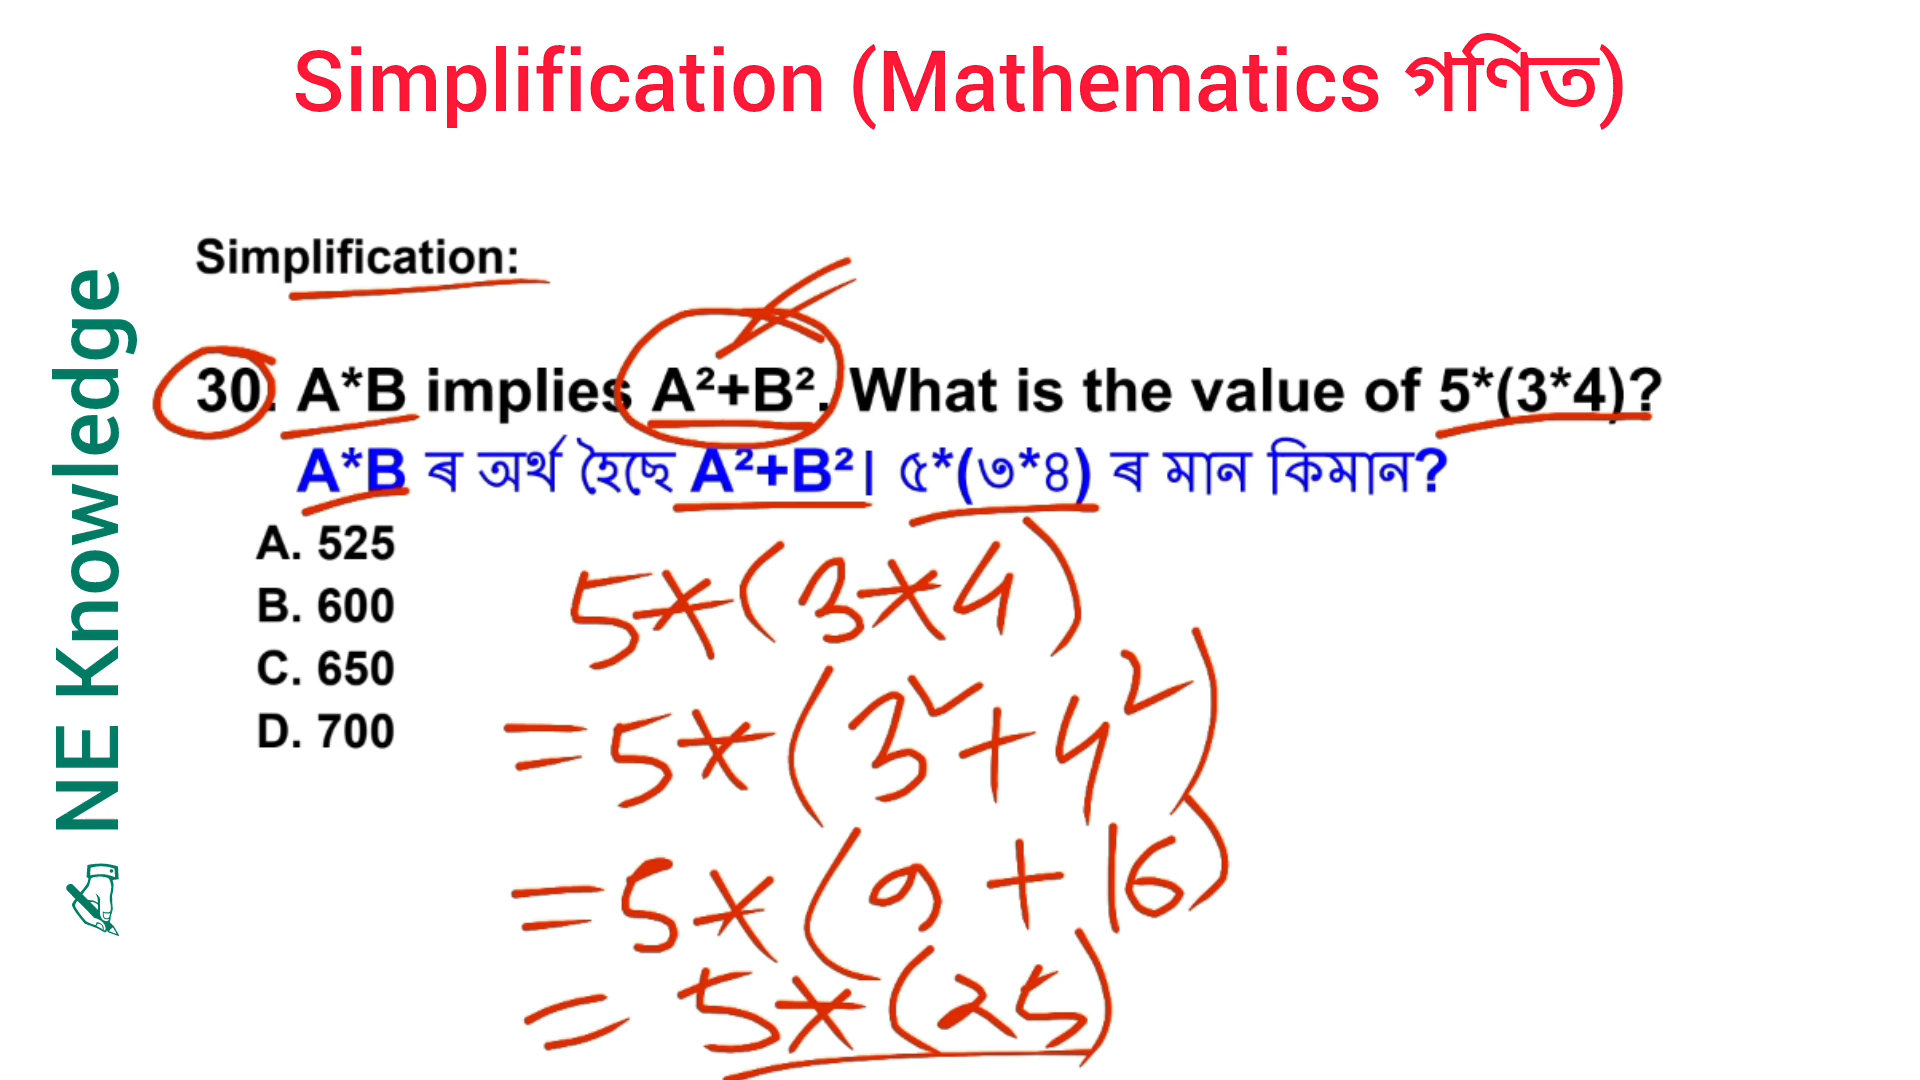 Simplification (Mathematics গণিত)
NE Knowledge
Simplification:
30. A*B implies A²+B². What is the value of 5*(3*4)?
A*B ৰ অৰ্থ হৈছে A²+B²| ৫*(৩*৪) ৰ মান কিমান?
A. 525
B. 600
C. 650
D. 700
5*(3*4)
=5*(3²+4²)
=5*(9+16)
=5*(25)